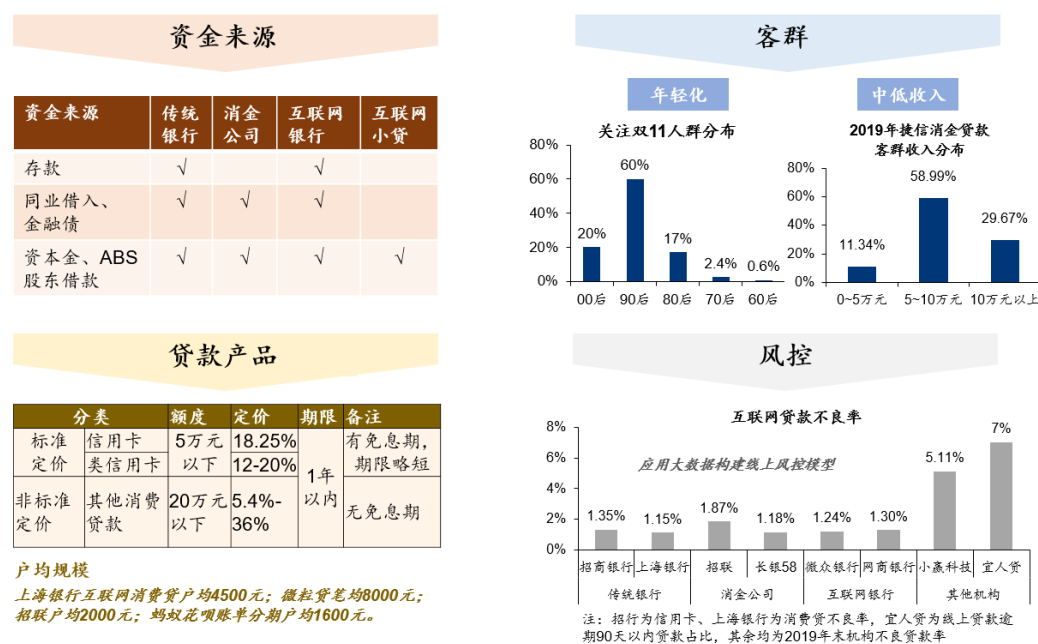 资金来源
资金来源 传统银行 消金公司 互联网银行 互联网小贷
存款 √ √
同业借入、金融债 √ √ √
资本金、ABS股东借款 √ √ √ √
客群
年轻化
关注双11人群分布
80%
60%
40%
20%
0%
20% 60% 17% 2.4% 0.6%
00后 90后 80后 70后 60后
中低收入
2019年捷信消金贷款
客群收入分布
80%
60%
40%
20%
0%
11.34% 58.99% 29.67%
0~5万元 5~10万元 10万元以上
贷款产品
分类 额度 定价 期限 备注
标准定价 信用卡 5万元以下 18.25% 1年以内 有免息期，期限略短
类信用卡 12-20%
非标准定价 其他消费贷款 20万元以下 5.4%-36% 无免息期
户均规模
上海银行互联网消费贷户均4500元；微粒贷笔均8000元；
招联户均2000元；蚂蚁花呗账单分期户均1600元。
风控
互联网贷款不良率
应用大数据构建线上风控模型
8%
6%
4%
2%
0%
1.35% 1.15% 1.87% 1.18% 1.24% 1.30% 5.11% 7%
招商银行 上海银行 招联 长银58 微众银行 网商银行 小赢科技 宜人贷
传统银行 消金公司 互联网银行 其他机构
注：招行为信用卡、上海银行为消费贷不良率，宜人贷为线上贷款逾
期90天以内贷款占比，其余均为2019年末机构不良贷款率